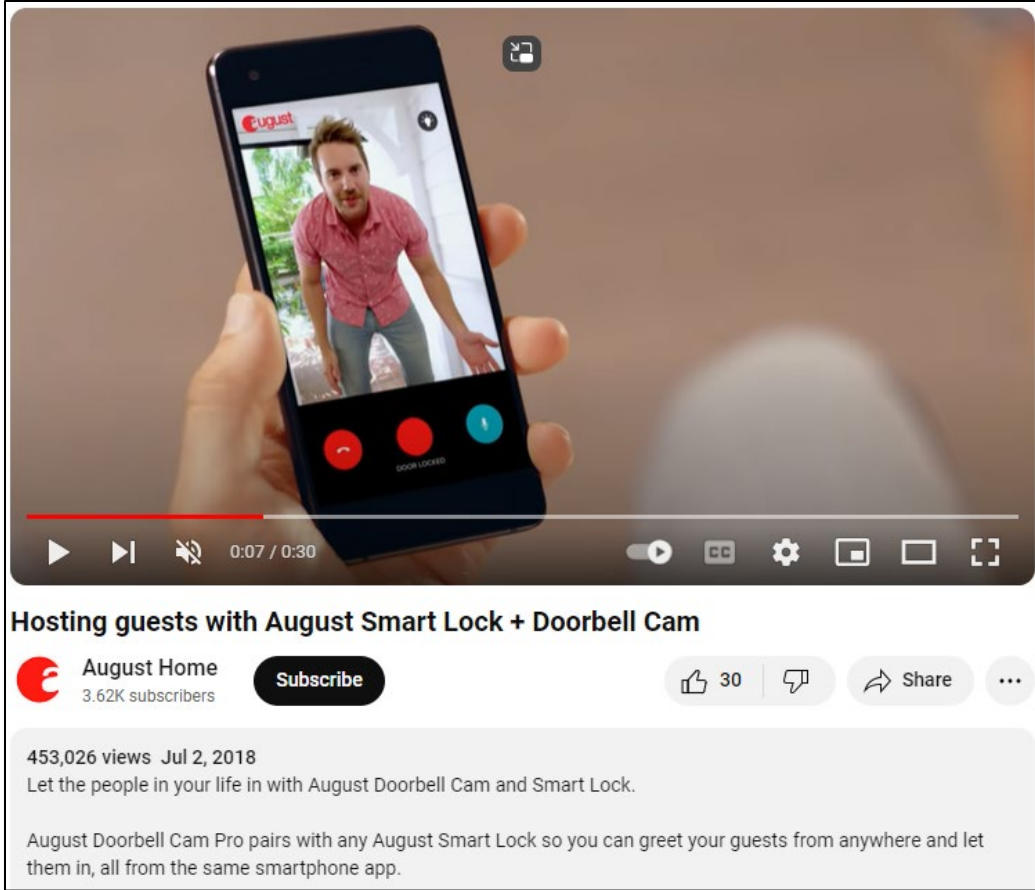 august
DOOR LOCKED
0:07 / 0:30
CC
Hosting guests with August Smart Lock + Doorbell Cam
August Home
3.62K subscribers
Subscribe
30
Share
453,026 views Jul 2, 2018
Let the people in your life in with August Doorbell Cam and Smart Lock.
August Doorbell Cam Pro pairs with any August Smart Lock so you can greet your guests from anywhere and let
them in, all from the same smartphone app.